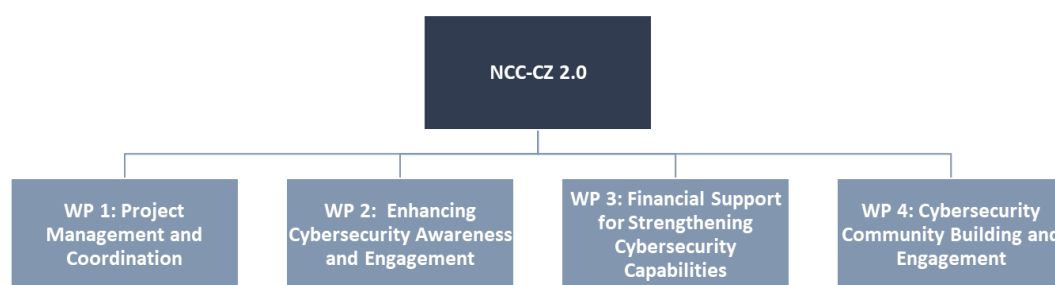 NCC-CZ 2.0
WP 1: Project
Management and
Coordination
WP 2: Enhancing
Cybersecurity Awareness
and Engagement
WP 3: Financial Support
for Strengthening
Cybersecurity
Capabilities
WP 4: Cybersecurity
Community Building and
Engagement